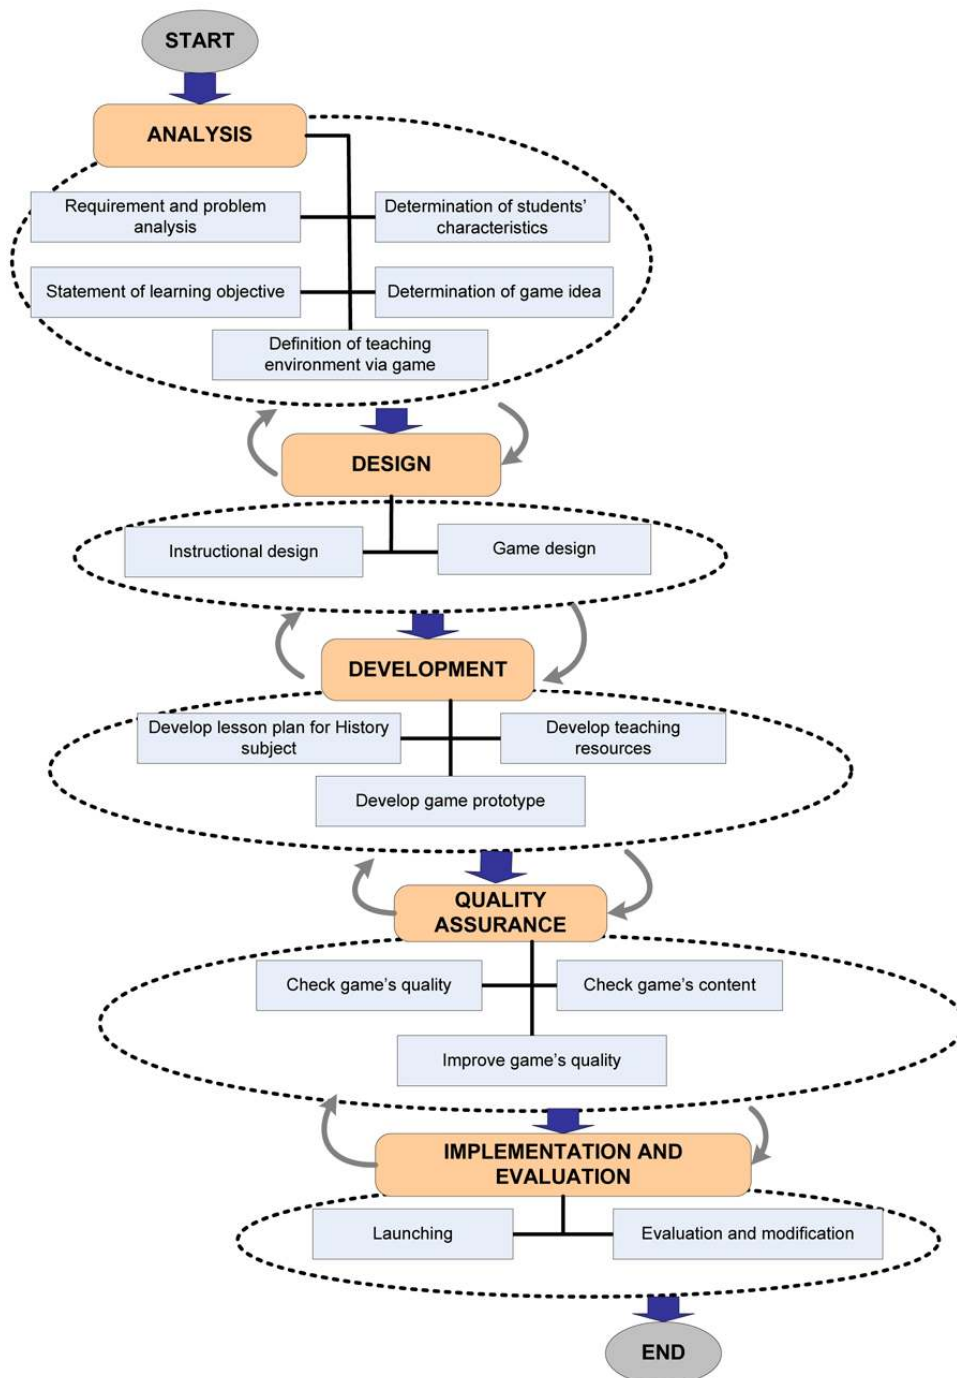 START
ANALYSIS
Requirement and problem
analysis
Determination of students'
characteristics
Statement of learning objective
Determination of game idea
Definition of teaching
environment via game
DESIGN
Instructional design
Game design
DEVELOPMENT
Develop lesson plan for History
subject
Develop teaching
resources
Develop game prototype
QUALITY
ASSURANCE
Check game's quality
Check game's content
Improve game's quality
IMPLEMENTATION AND
EVALUATION
Launching
Evaluation and modification
END